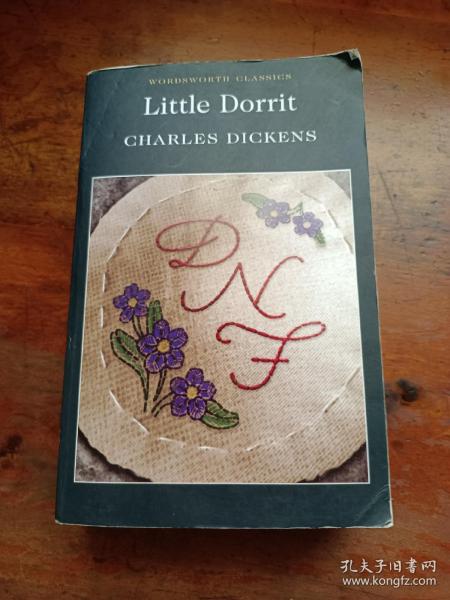 WORDSWORTH CLASSICS
Little Dorrit
CHARLES DICKENS
D
N
F
孔夫子旧书网
www.kongfz.com